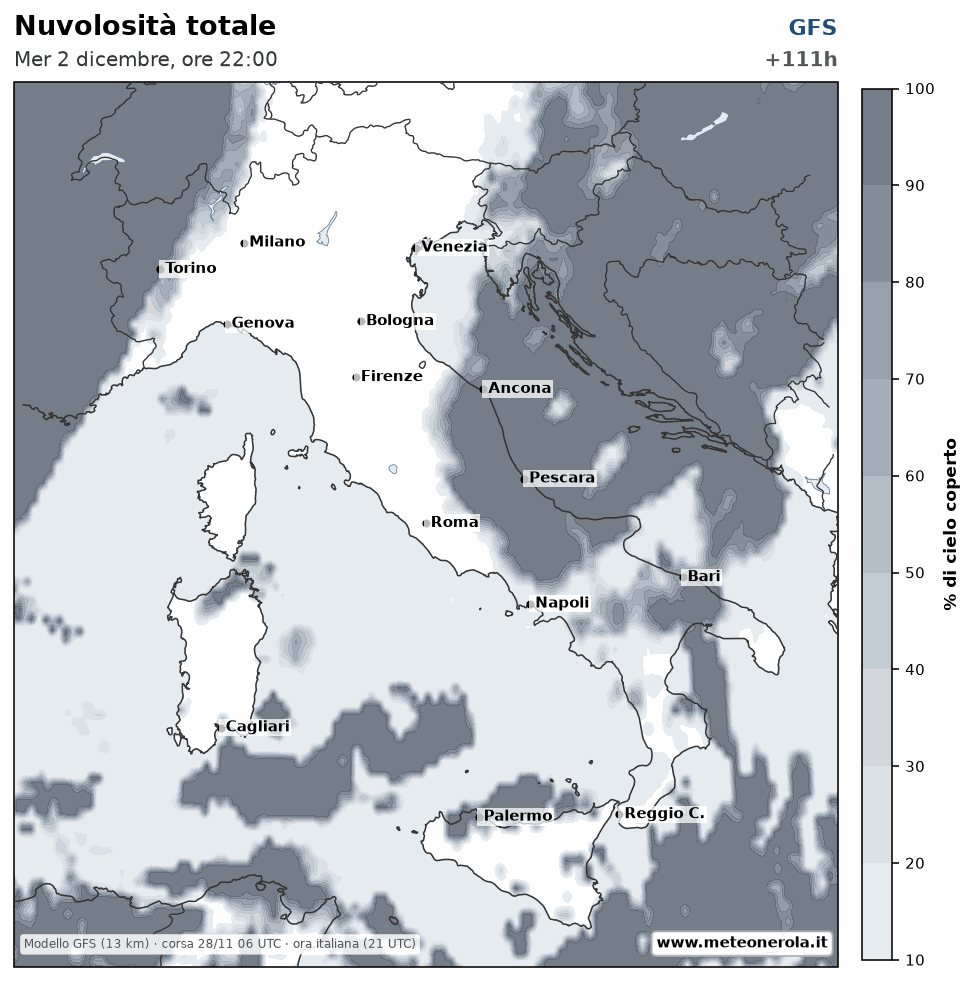 Nuvolosità totale
GFS
Mer 2 dicembre, ore 22:00
+111h
Milano
Venezia
Torino
Genova
Bologna
Firenze
Ancona
Pescara
Roma
Bari
Napoli
Cagliari
Palermo
Reggio C.
100
90
80
70
60
50
40
30
20
10
% di cielo coperto
Modello GFS (13 km) · corsa 28/11 06 UTC · ora italiana (21 UTC)
www.meteonerola.it